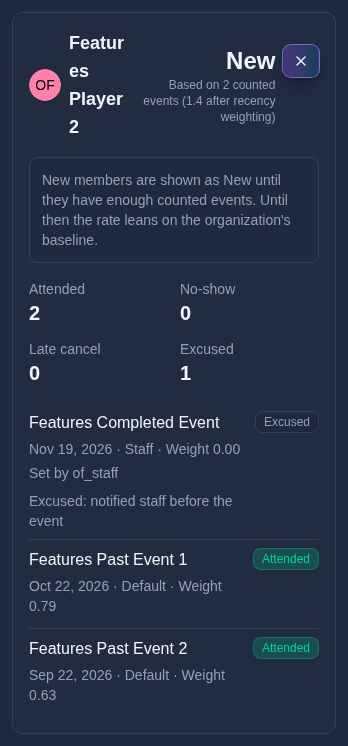 OF
Featur
es
Player
2
New
Based on 2 counted
events (1.4 after recency
weighting)
×
New members are shown as New until
they have enough counted events. Until
then the rate leans on the organization's
baseline.
Attended
2
No-show
0
Late cancel
0
Excused
1
Features Completed Event
Excused
Nov 19, 2026 · Staff · Weight 0.00
Set by of_staff
Excused: notified staff before the
event
Features Past Event 1
Attended
Oct 22, 2026 · Default · Weight
0.79
Features Past Event 2
Attended
Sep 22, 2026 · Default · Weight
0.63